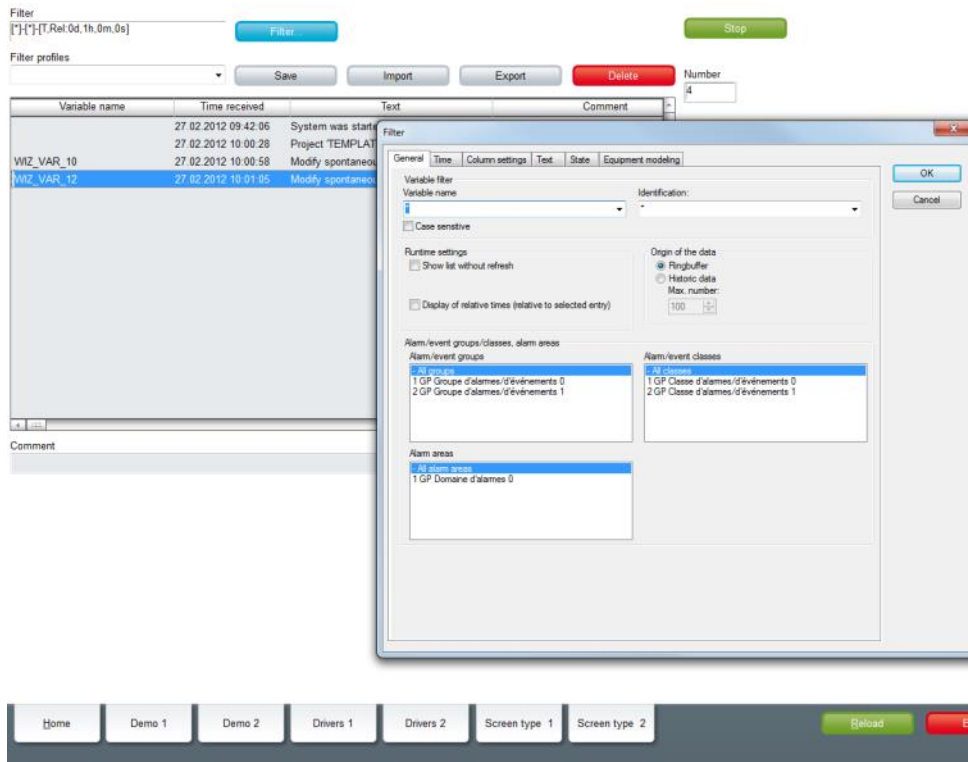 Filter
[*]-[*]-[T,Rel:0d,1h,0m,0s]
Filter...
Stop
Filter profiles
Save
Import
Export
Delete
Number
4
Variable name
Time received
Text
Comment
27.02.2012 09:42:06
27.02.2012 10:00:28
WIZ_VAR_10
27.02.2012 10:00:58
Modify
WIZ_VAR_12
27.02.2012 10:01:05
Modify
System was
Project
Comment
Filter
General
Time
Column settings
Text
State
Equipment modeling
OK
Cancel
Variable filter
Variable name
Identification:
*
*
Case sensitive
Runtime settings
Show list without refresh
Display of relative times (relative to selected entry)
Origin of the data
Ringbuffer
Historic data
Max. number:
100
Alarm/event groups/classes, alarm areas
Alarm/event groups
- All groups
1 GP Groupe d'alarmes/d'événements 0
2 GP Groupe d'alarmes/d'événements 1
Alarm/event classes
- All classes
1 GP Classe d'alarmes/d'événements 0
2 GP Classe d'alarmes/d'événements 1
Alarm areas
- All alarm areas
1 GP Domaine d'alarmes 0
Home
Demo 1
Demo 2
Drivers 1
Drivers 2
Screen type 1
Screen type 2
Reload